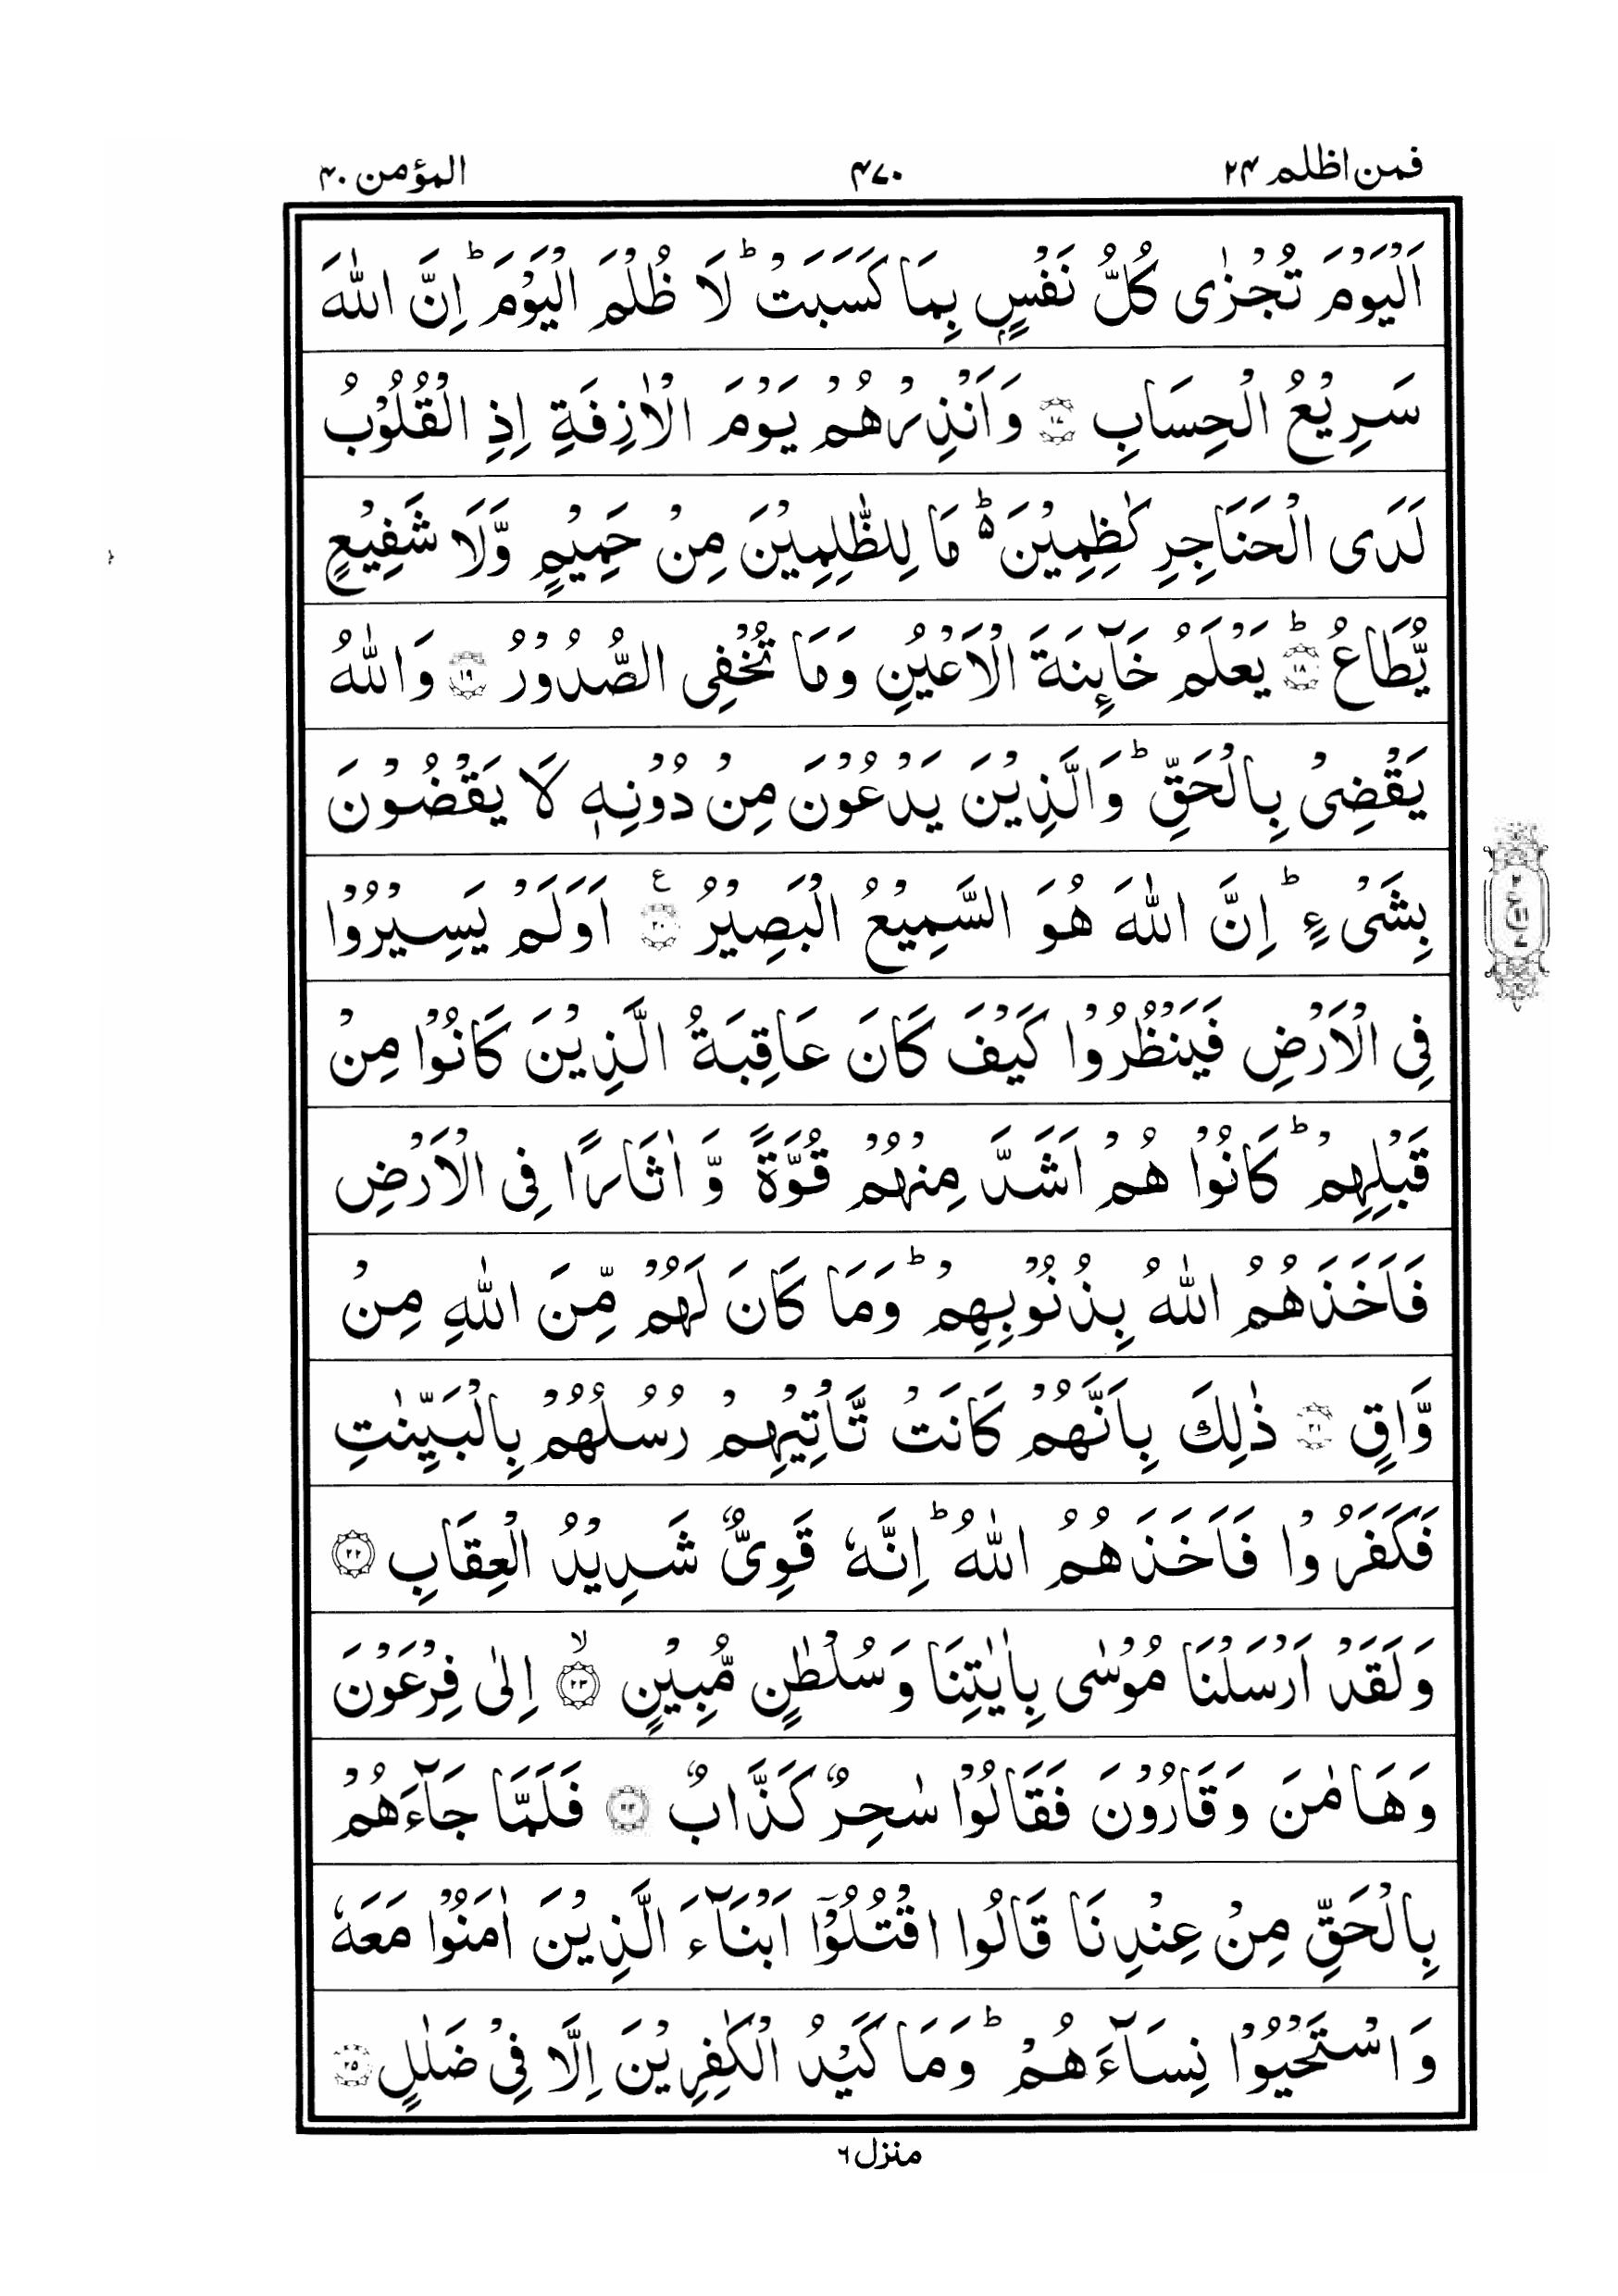 فمن اظلم ۲۴ ۴۷۰ المؤمن ۴۰
اَلْيَوْمَ تُجْزٰى كُلُّ نَفْسٍۭ بِمَا كَسَبَتْ ؕ لَا ظُلْمَ الْيَوْمَ ؕ اِنَّ اللّٰهَ
سَرِيْعُ الْحِسَابِ ۝۱۷ وَاَنْذِرْهُمْ يَوْمَ الْاٰزِفَةِ اِذِ الْقُلُوْبُ
لَدَى الْحَنَاجِرِ كٰظِمِيْنَ ؕ۬ مَا لِلظّٰلِمِيْنَ مِنْ حَمِيْمٍ وَّلَا شَفِيْعٍ
يُّطَاعُ ؕ۝۱۸ يَعْلَمُ خَآىِٕنَةَ الْاَعْيُنِ وَمَا تُخْفِى الصُّدُوْرُ ۝۱۹ وَاللّٰهُ
يَقْضِىْ بِالْحَقِّ ؕ وَالَّذِيْنَ يَدْعُوْنَ مِنْ دُوْنِهٖ لَا يَقْضُوْنَ
بِشَىْءٍ ؕ اِنَّ اللّٰهَ هُوَ السَّمِيْعُ الْبَصِيْرُ ۝۲۰ ع اَوَلَمْ يَسِيْرُوْا
فِى الْاَرْضِ فَيَنْظُرُوْا كَيْفَ كَانَ عَاقِبَةُ الَّذِيْنَ كَانُوْا مِنْ
قَبْلِهِمْ ؕ كَانُوْا هُمْ اَشَدَّ مِنْهُمْ قُوَّةً وَّ اٰثَارًا فِى الْاَرْضِ
فَاَخَذَهُمُ اللّٰهُ بِذُنُوْبِهِمْ ؕ وَمَا كَانَ لَهُمْ مِّنَ اللّٰهِ مِنْ
وَّاقٍ ۝۲۱ ذٰلِكَ بِاَنَّهُمْ كَانَتْ تَّاْتِيْهِمْ رُسُلُهُمْ بِالْبَيِّنٰتِ
فَكَفَرُوْا فَاَخَذَهُمُ اللّٰهُ ؕ اِنَّهٗ قَوِىٌّ شَدِيْدُ الْعِقَابِ ۝۲۲
وَلَقَدْ اَرْسَلْنَا مُوْسٰى بِاٰيٰتِنَا وَسُلْطٰنٍ مُّبِيْنٍ ۙ۝۲۳ اِلٰى فِرْعَوْنَ
وَهَامٰنَ وَقَارُوْنَ فَقَالُوْا سٰحِرٌ كَذَّابٌ ۝۲۴ فَلَمَّا جَآءَهُمْ
بِالْحَقِّ مِنْ عِنْدِنَا قَالُوا اقْتُلُوْۤا اَبْنَآءَ الَّذِيْنَ اٰمَنُوْا مَعَهٗ
وَاسْتَحْيُوْا نِسَآءَهُمْ ؕ وَمَا كَيْدُ الْكٰفِرِيْنَ اِلَّا فِىْ ضَلٰلٍ ۝۲۵
منزل ۶